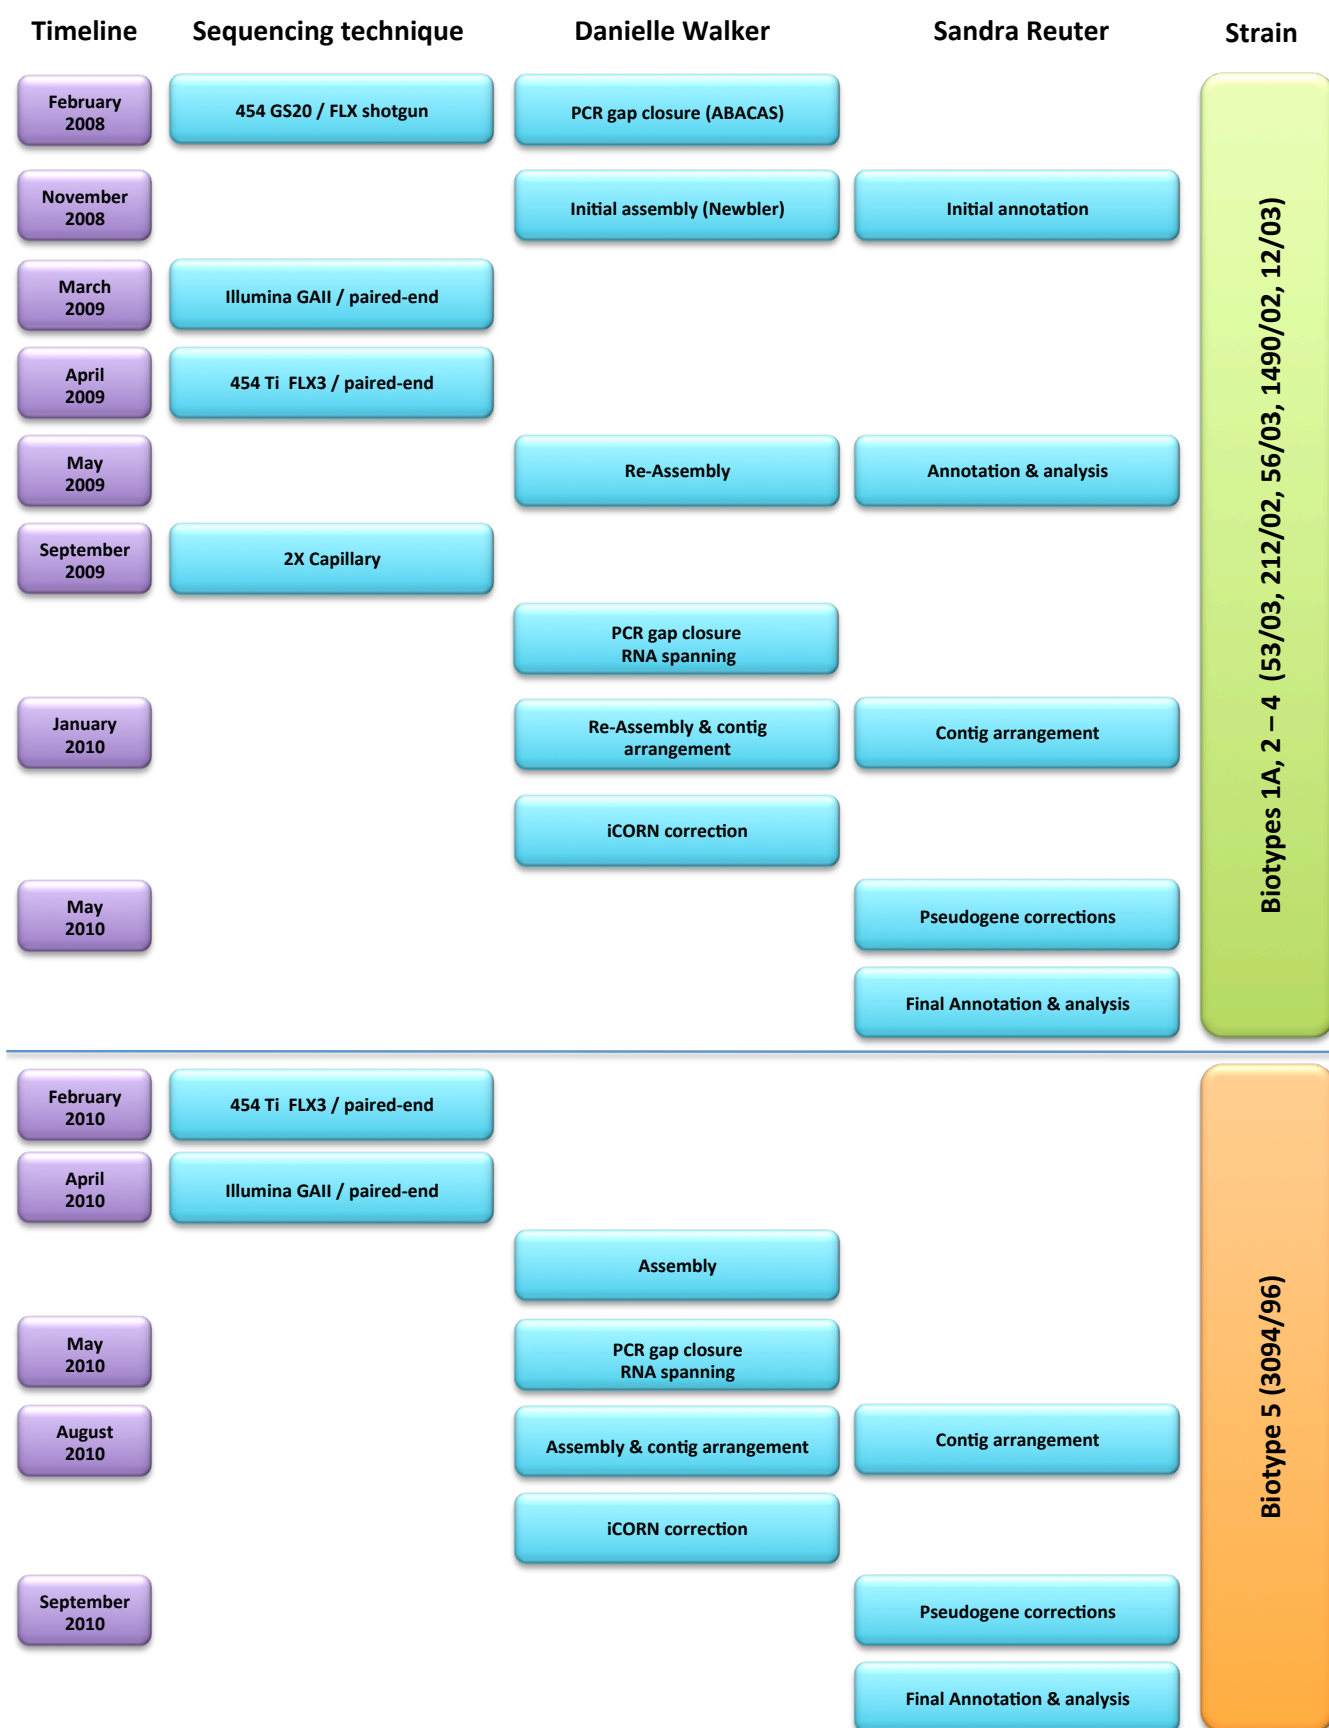 Timeline
Sequencing technique
Danielle Walker
Sandra Reuter
Strain
February
2008
454 GS20 / FLX shotgun
PCR gap closure (ABACAS)
November
2008
Initial assembly (Newbler)
Initial annotation
March
2009
Illumina GAII / paired-end
April
2009
454 Ti  FLX3 / paired-end
May
2009
Re-Assembly
Annotation & analysis
September
2009
2X Capillary
PCR gap closure
RNA spanning
January
2010
Re-Assembly & contig
arrangement
Contig arrangement
iCORN correction
May
2010
Pseudogene corrections
Final Annotation & analysis
Biotypes 1A, 2 – 4  (53/03, 212/02, 56/03, 1490/02, 12/03)
February
2010
454 Ti  FLX3 / paired-end
April
2010
Illumina GAII / paired-end
Assembly
May
2010
PCR gap closure
RNA spanning
August
2010
Assembly & contig arrangement
Contig arrangement
iCORN correction
September
2010
Pseudogene corrections
Final Annotation & analysis
Biotype 5 (3094/96)